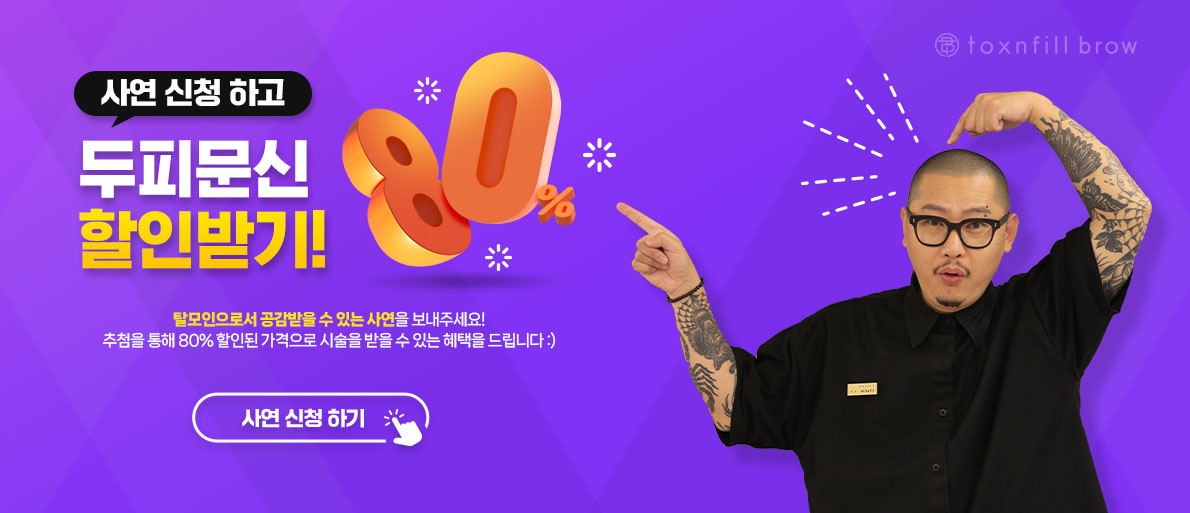 toxnfill brow
사연 신청 하고
두피문신
할인받기!
80%
탈모인으로서 공감받을 수 있는 사연을 보내주세요!
추첨을 통해 80% 할인된 가격으로 시술을 받을 수 있는 혜택을 드립니다 :)
사연 신청 하기